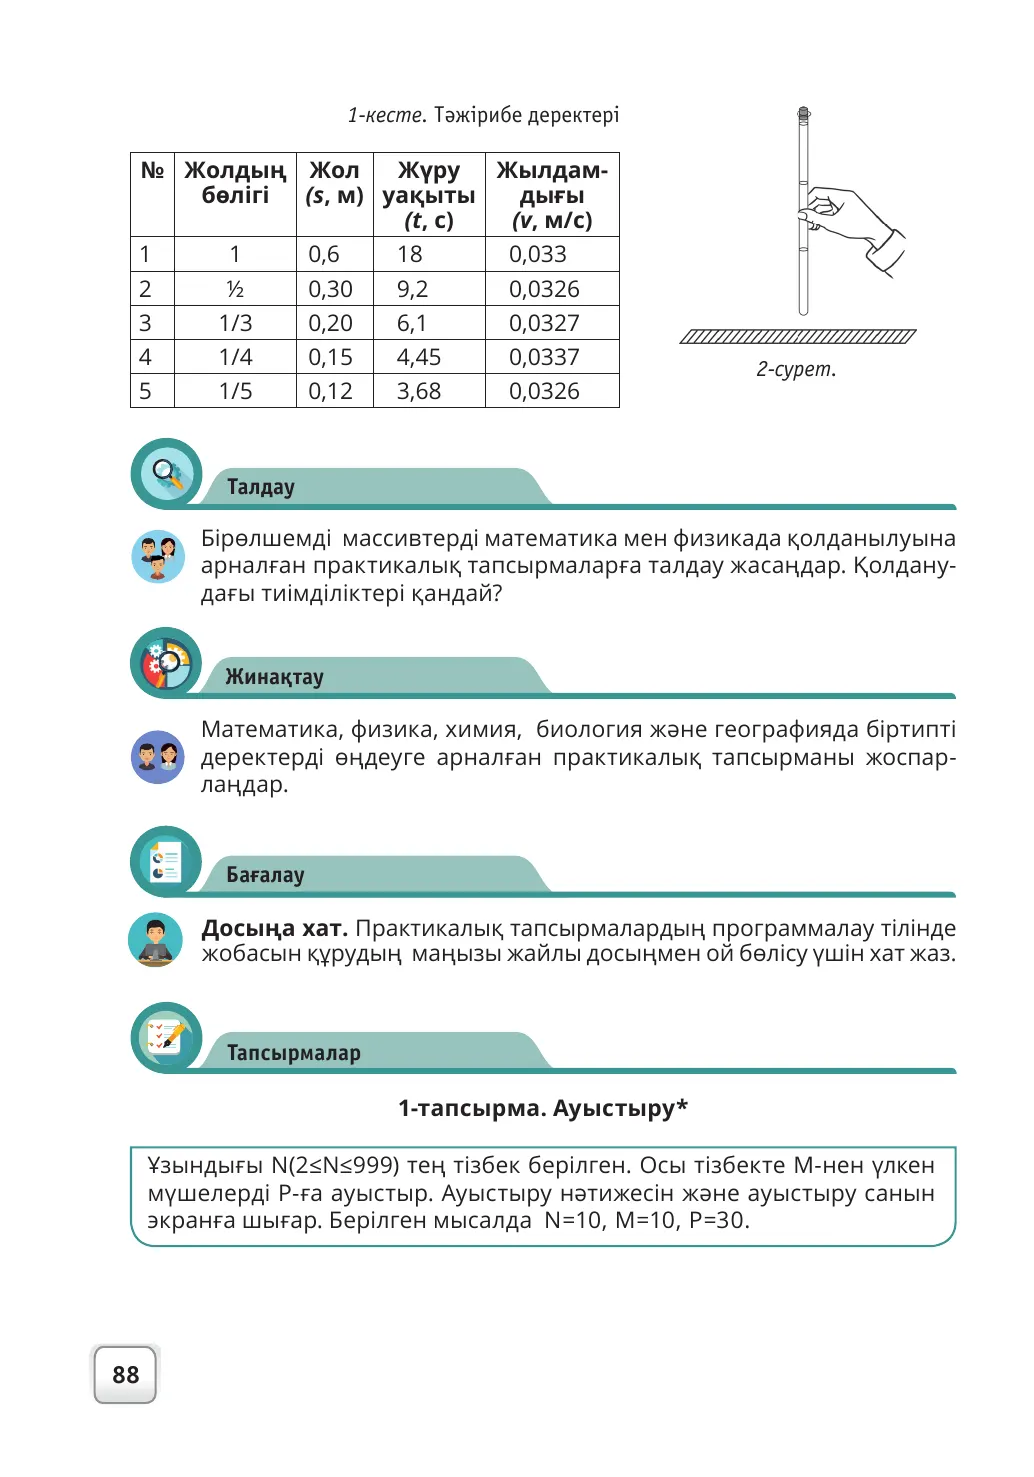 1-кесте. Тәжірибе деректері
№ Жолдың бөлігі Жол (s, м) Жүру уақыты (t, с) Жылдам-дығы (v, м/с)
1 1 0,6 18 0,033
2 ½ 0,30 9,2 0,0326
3 1/3 0,20 6,1 0,0327
4 1/4 0,15 4,45 0,0337
5 1/5 0,12 3,68 0,0326
2-сурет.
Талдау
Бірөлшемді массивтерді математика мен физикада қолданылуына
арналған практикалық тапсырмаларға талдау жасаңдар. Қолдану-
дағы тиімділіктері қандай?
Жинақтау
Математика, физика, химия, биология және географияда біртипті
деректерді өңдеуге арналған практикалық тапсырманы жоспар-
лаңдар.
Бағалау
Досыңа хат. Практикалық тапсырмалардың программалау тілінде
жобасын құрудың маңызы жайлы досыңмен ой бөлісу үшін хат жаз.
Тапсырмалар
1-тапсырма. Ауыстыру*
Ұзындығы N(2≤N≤999) тең тізбек берілген. Осы тізбекте M-нен үлкен
мүшелерді P-ға ауыстыр. Ауыстыру нәтижесін және ауыстыру санын
экранға шығар. Берілген мысалда N=10, M=10, P=30.
88